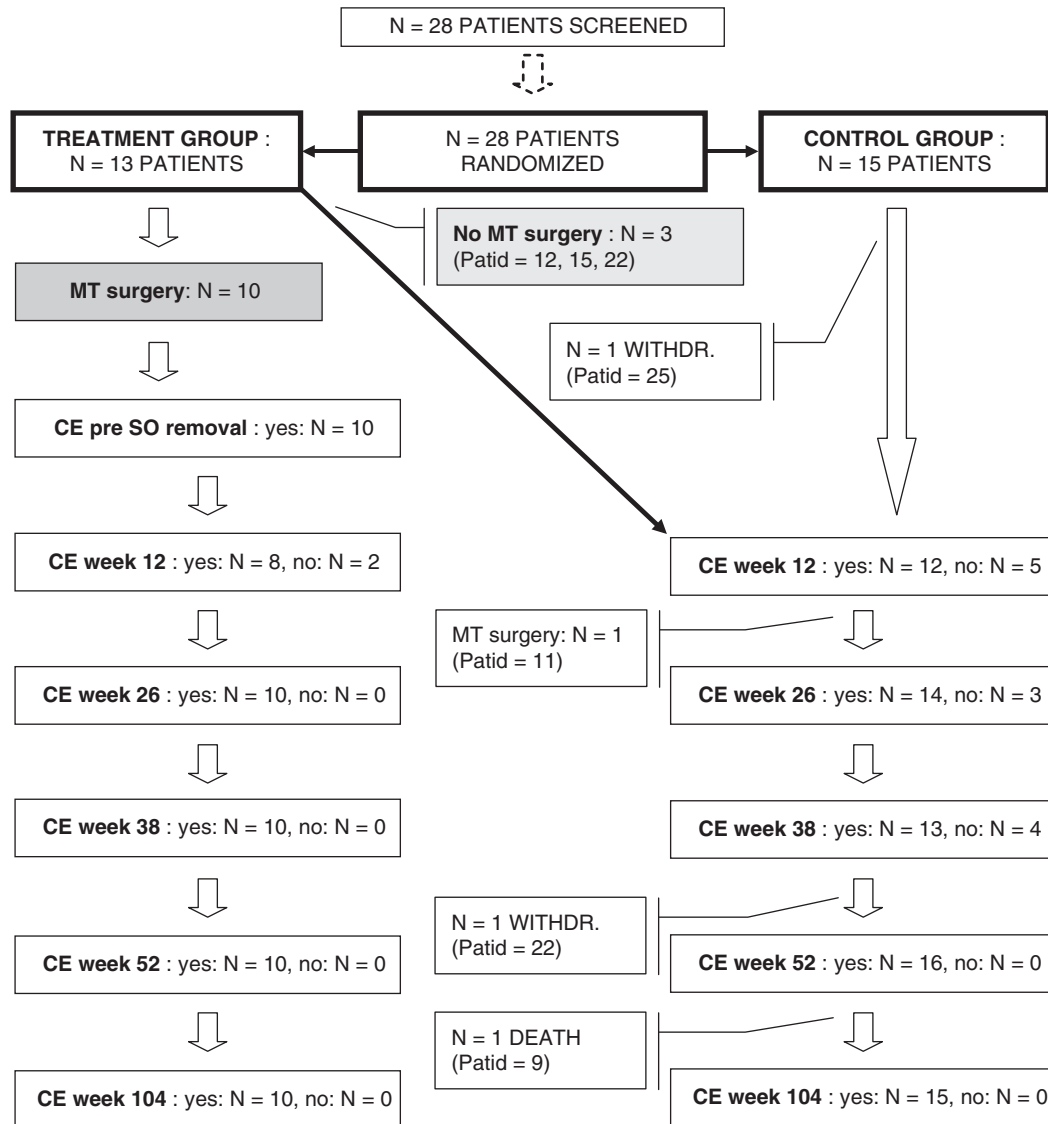 N = 28 PATIENTS SCREENED
TREATMENT GROUP :
N = 13 PATIENTS
N = 28 PATIENTS
RANDOMIZED
CONTROL GROUP :
N = 15 PATIENTS
No MT surgery : N = 3
(Patid = 12, 15, 22)
MT surgery: N = 10
N = 1 WITHDR.
(Patid = 25)
CE pre SO removal : yes: N = 10
CE week 12 : yes: N = 8, no: N = 2
CE week 12 : yes: N = 12, no: N = 5
MT surgery: N = 1
(Patid = 11)
CE week 26 : yes: N = 10, no: N = 0
CE week 26 : yes: N = 14, no: N = 3
CE week 38 : yes: N = 10, no: N = 0
CE week 38 : yes: N = 13, no: N = 4
N = 1 WITHDR.
(Patid = 22)
CE week 52 : yes: N = 10, no: N = 0
CE week 52 : yes: N = 16, no: N = 0
N = 1 DEATH
(Patid = 9)
CE week 104 : yes: N = 10, no: N = 0
CE week 104 : yes: N = 15, no: N = 0